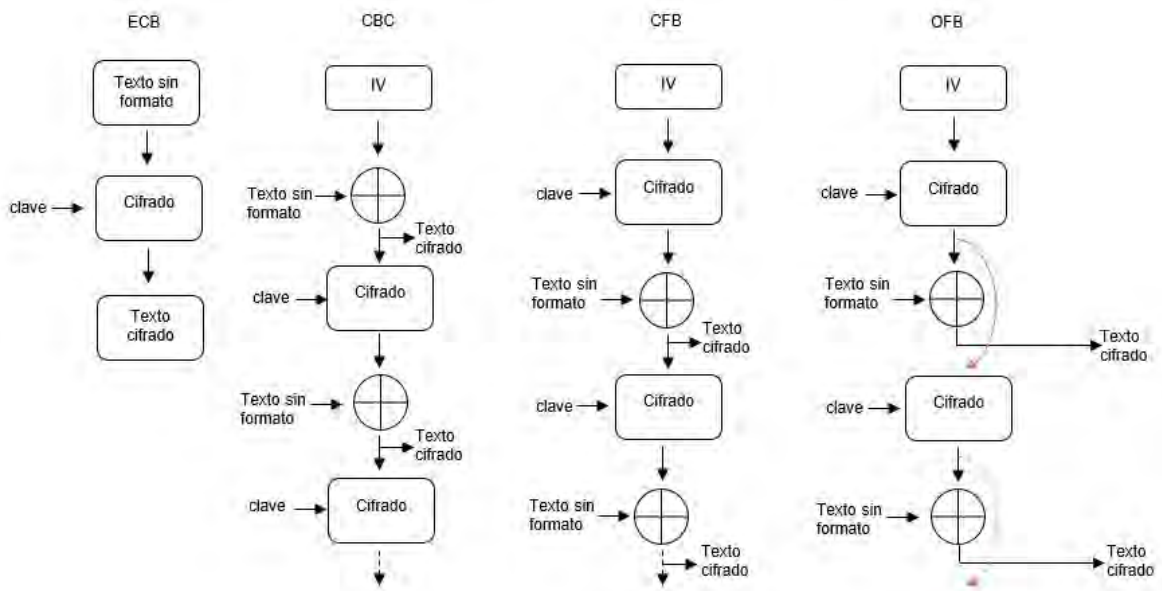 ECB
CBC
CFB
OFB
Texto sin
formato
clave
Cifrado
Texto
cifrado
IV
Texto sin
formato
Texto
cifrado
clave
Cifrado
Texto sin
formato
Texto
cifrado
clave
Cifrado
IV
clave
Cifrado
Texto sin
formato
Texto
cifrado
clave
Cifrado
Texto sin
formato
Texto
cifrado
IV
clave
Cifrado
Texto sin
formato
Texto
cifrado
clave
Cifrado
Texto sin
formato
Texto
cifrado